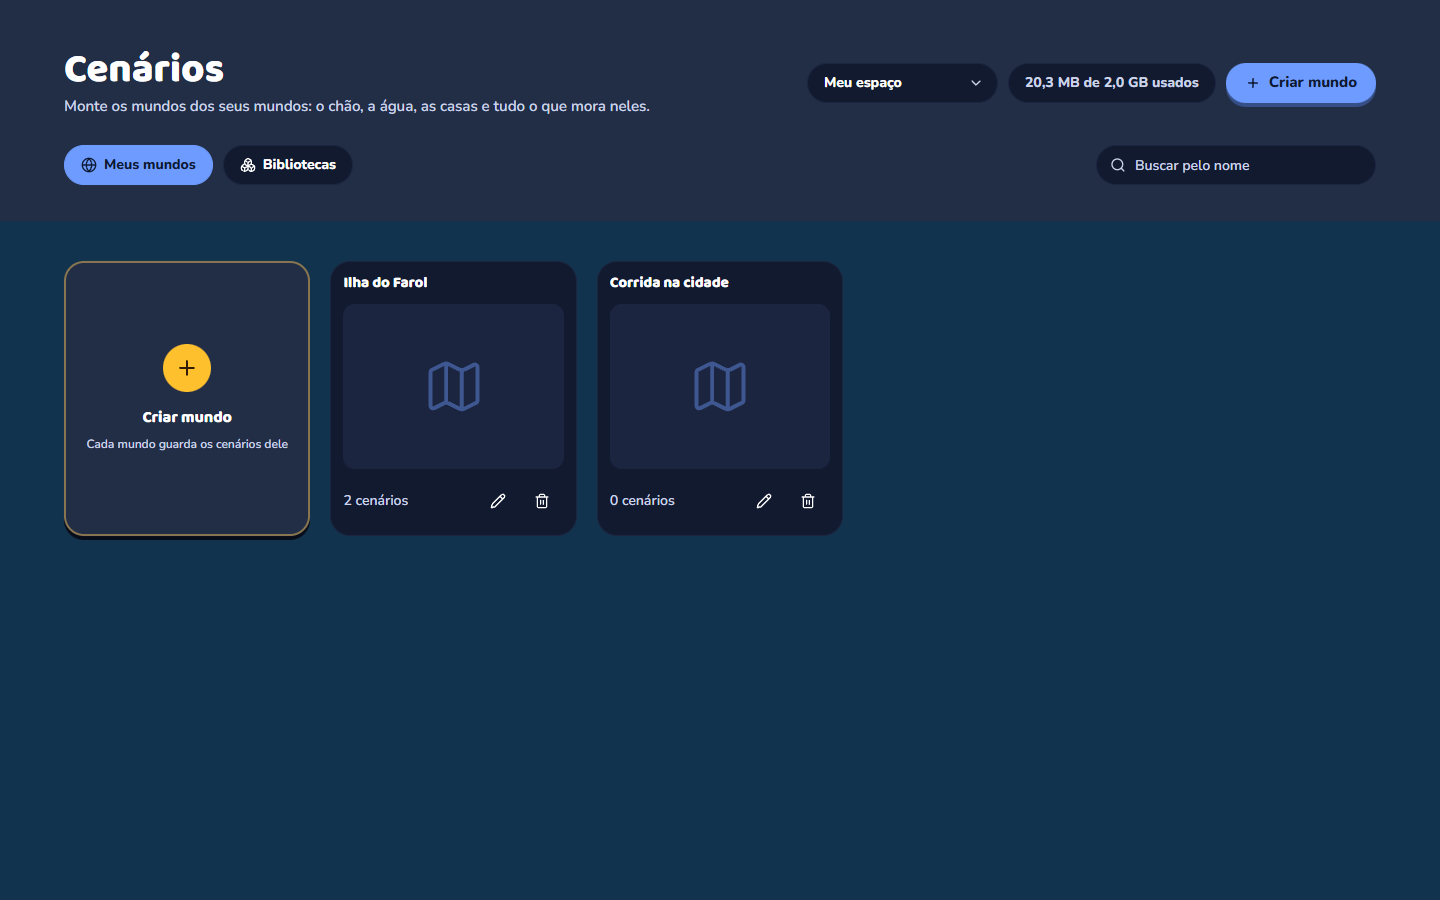 Cenários
Monte os mundos dos seus mundos: o chão, a água, as casas e tudo o que mora neles.
Meu espaço
20,3 MB de 2,0 GB usados
Criar mundo
Meus mundos
Bibliotecas
Buscar pelo nome
Criar mundo
Cada mundo guarda os cenários dele
Ilha do Farol
2 cenários
Corrida na cidade
0 cenários